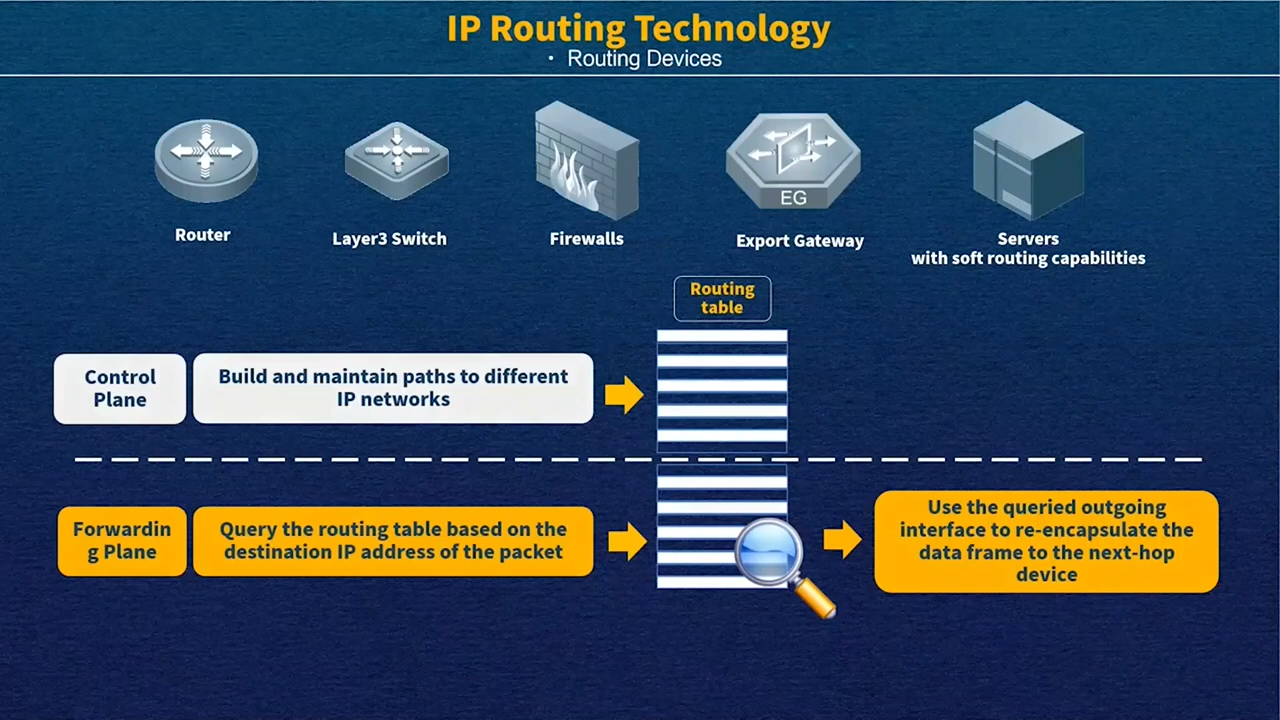 IP Routing Technology
• Routing Devices
EG
Router
Layer3 Switch
Firewalls
Export Gateway
Servers
with soft routing capabilities
Routing
table
Control
Plane
Build and maintain paths to different
IP networks
Forwardin
g Plane
Query the routing table based on the
destination IP address of the packet
Use the queried outgoing
interface to re-encapsulate the
data frame to the next-hop
device